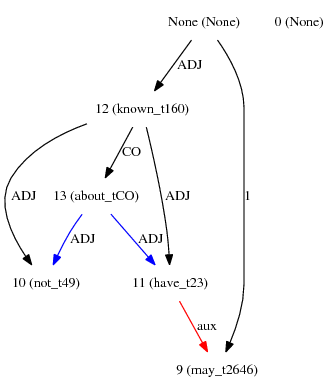 None (None) 0 (None)
ADJ
12 (known_t160)
CO
13 (about_tCO) ADJ ADJ 1
ADJ ADJ
10 (not_t49) 11 (have_t23)
aux
9 (may_t2646)